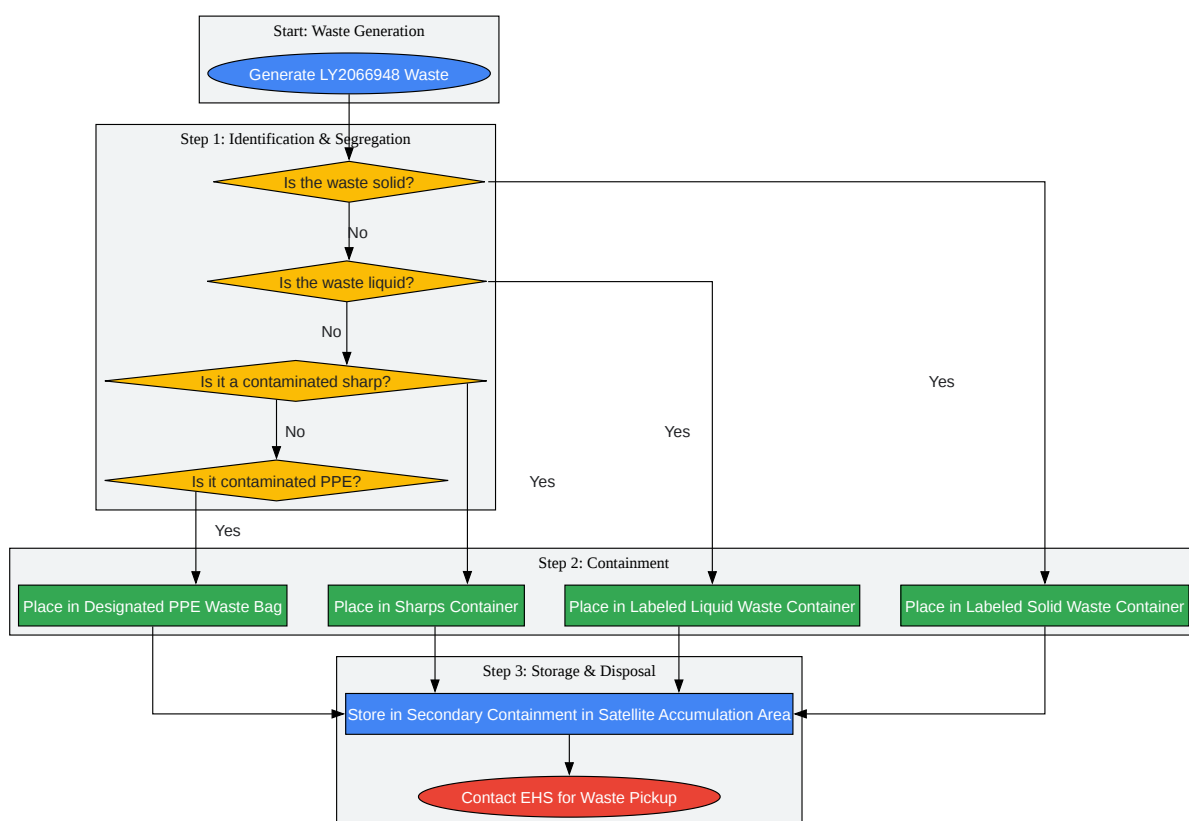 Start: Waste Generation
Generate LY2066948 Waste
Step 1: Identification & Segregation
Is the waste solid?
No
Is the waste liquid?
No
Is it a contaminated sharp?
Yes
No
Yes
Is it contaminated PPE?
Yes
Yes
Step 2: Containment
Place in Designated PPE Waste Bag
Place in Sharps Container
Place in Labeled Liquid Waste Container
Place in Labeled Solid Waste Container
Step 3: Storage & Disposal
Store in Secondary Containment in Satellite Accumulation Area
Contact EHS for Waste Pickup